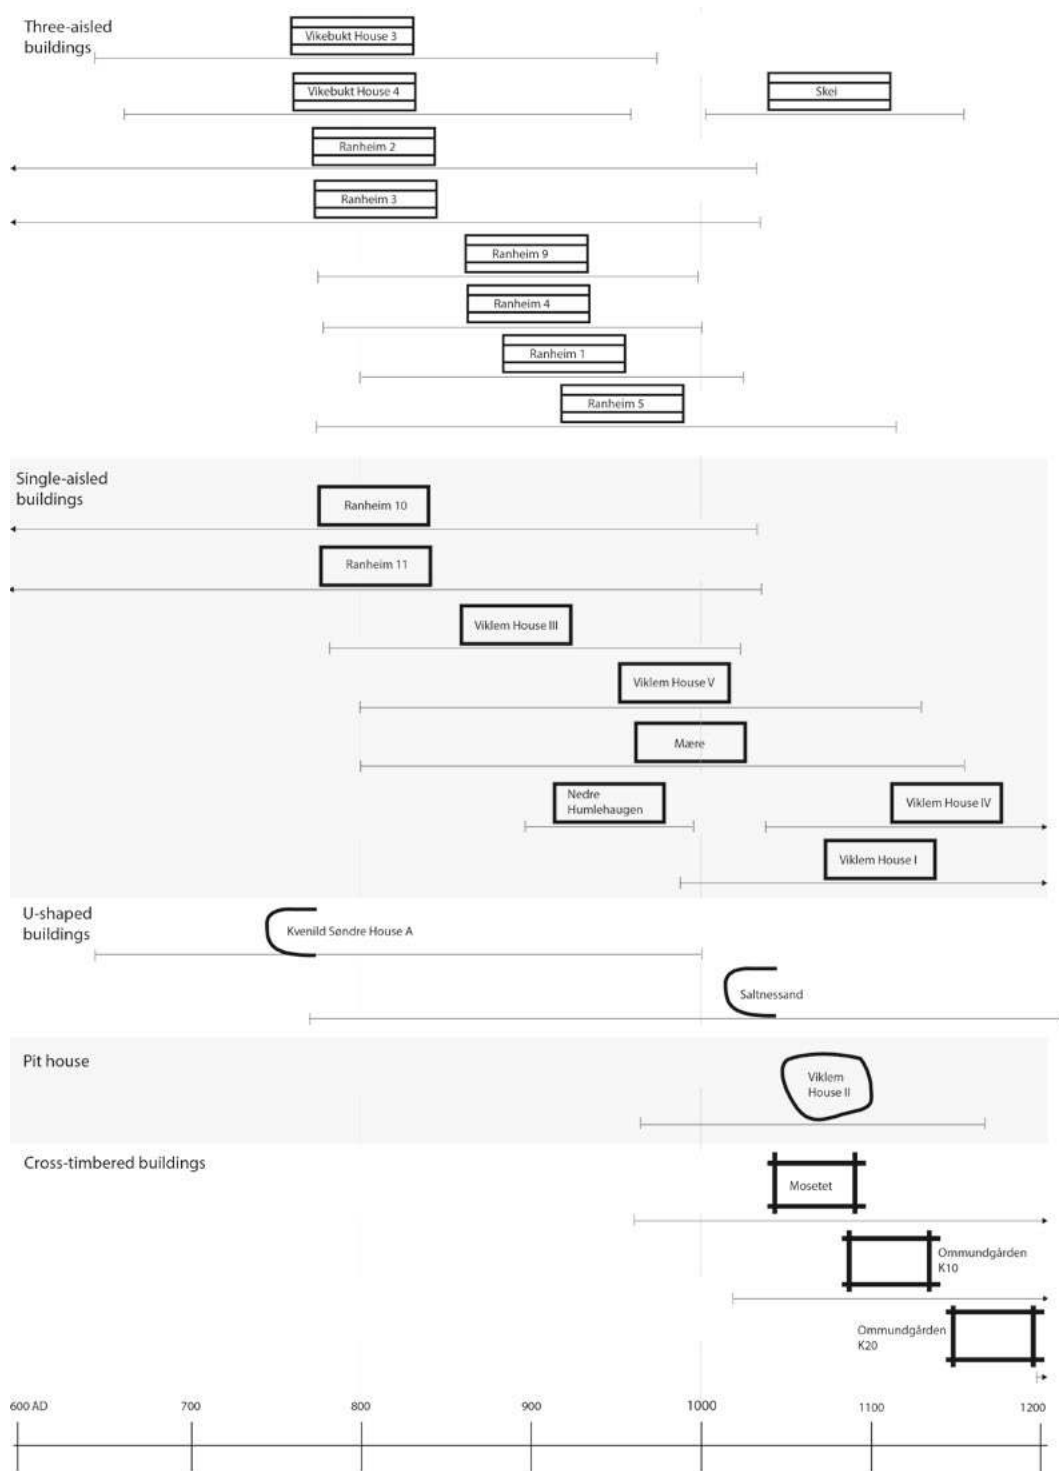 Three-aisled
buildings
Vikebukt House 3
Vikebukt House 4
Skei
Ranheim 2
Ranheim 3
Ranheim 9
Ranheim 4
Ranheim 1
Ranheim 5
Single-aisled
buildings
Ranheim 10
Ranheim 11
Viklem House III
Viklem House V
Mære
Nedre
Humlehaugen
Viklem House IV
Viklem House I
U-shaped
buildings
Kvenild Søndre House A
Saltnessand
Pit house
Viklem
House II
Cross-timbered buildings
Mosetet
Ommundgården
K10
Ommundgården
K20
600 AD 700 800 900 1000 1100 1200